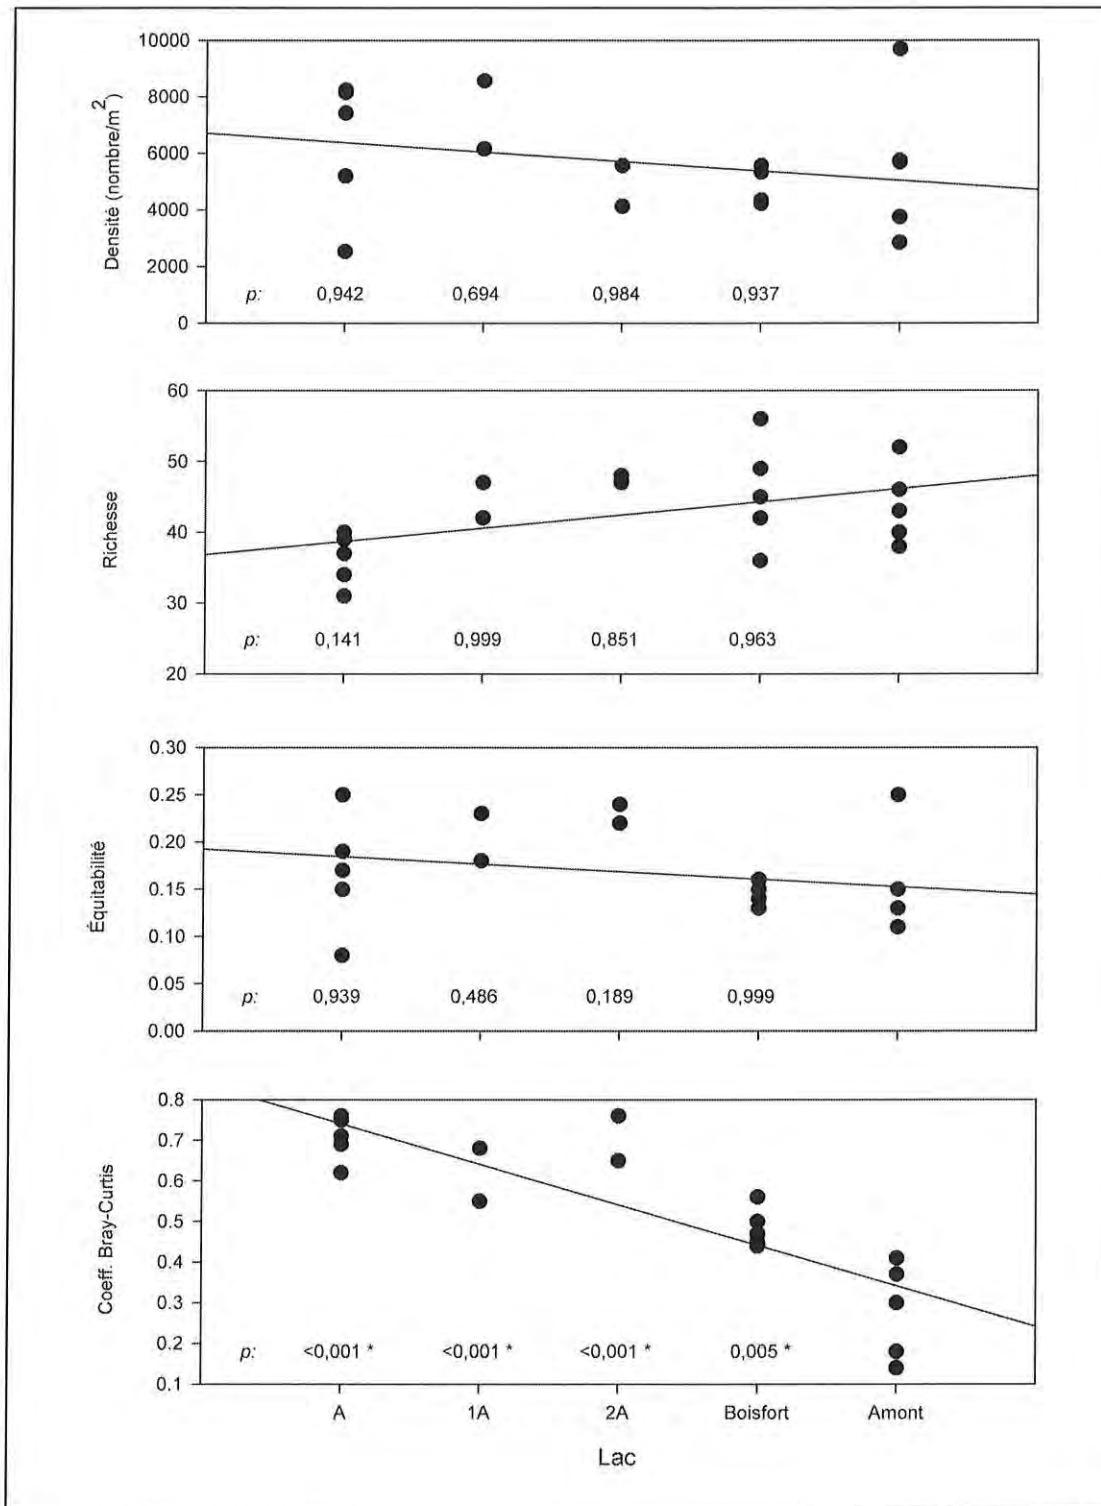 10000
8000
6000
4000
2000
0
Densité (nombre/m²)
p: 0,942 0,694 0,984 0,937
60
50
40
30
20
Richesse
p: 0,141 0,999 0,851 0,963
0.30
0.25
0.20
0.15
0.10
0.05
0.00
Équitabilité
p: 0,939 0,486 0,189 0,999
0.8
0.7
0.6
0.5
0.4
0.3
0.2
0.1
Coeff. Bray-Curtis
p: <0,001 * <0,001 * <0,001 * 0,005 *
A 1A 2A Boisfort Amont
Lac